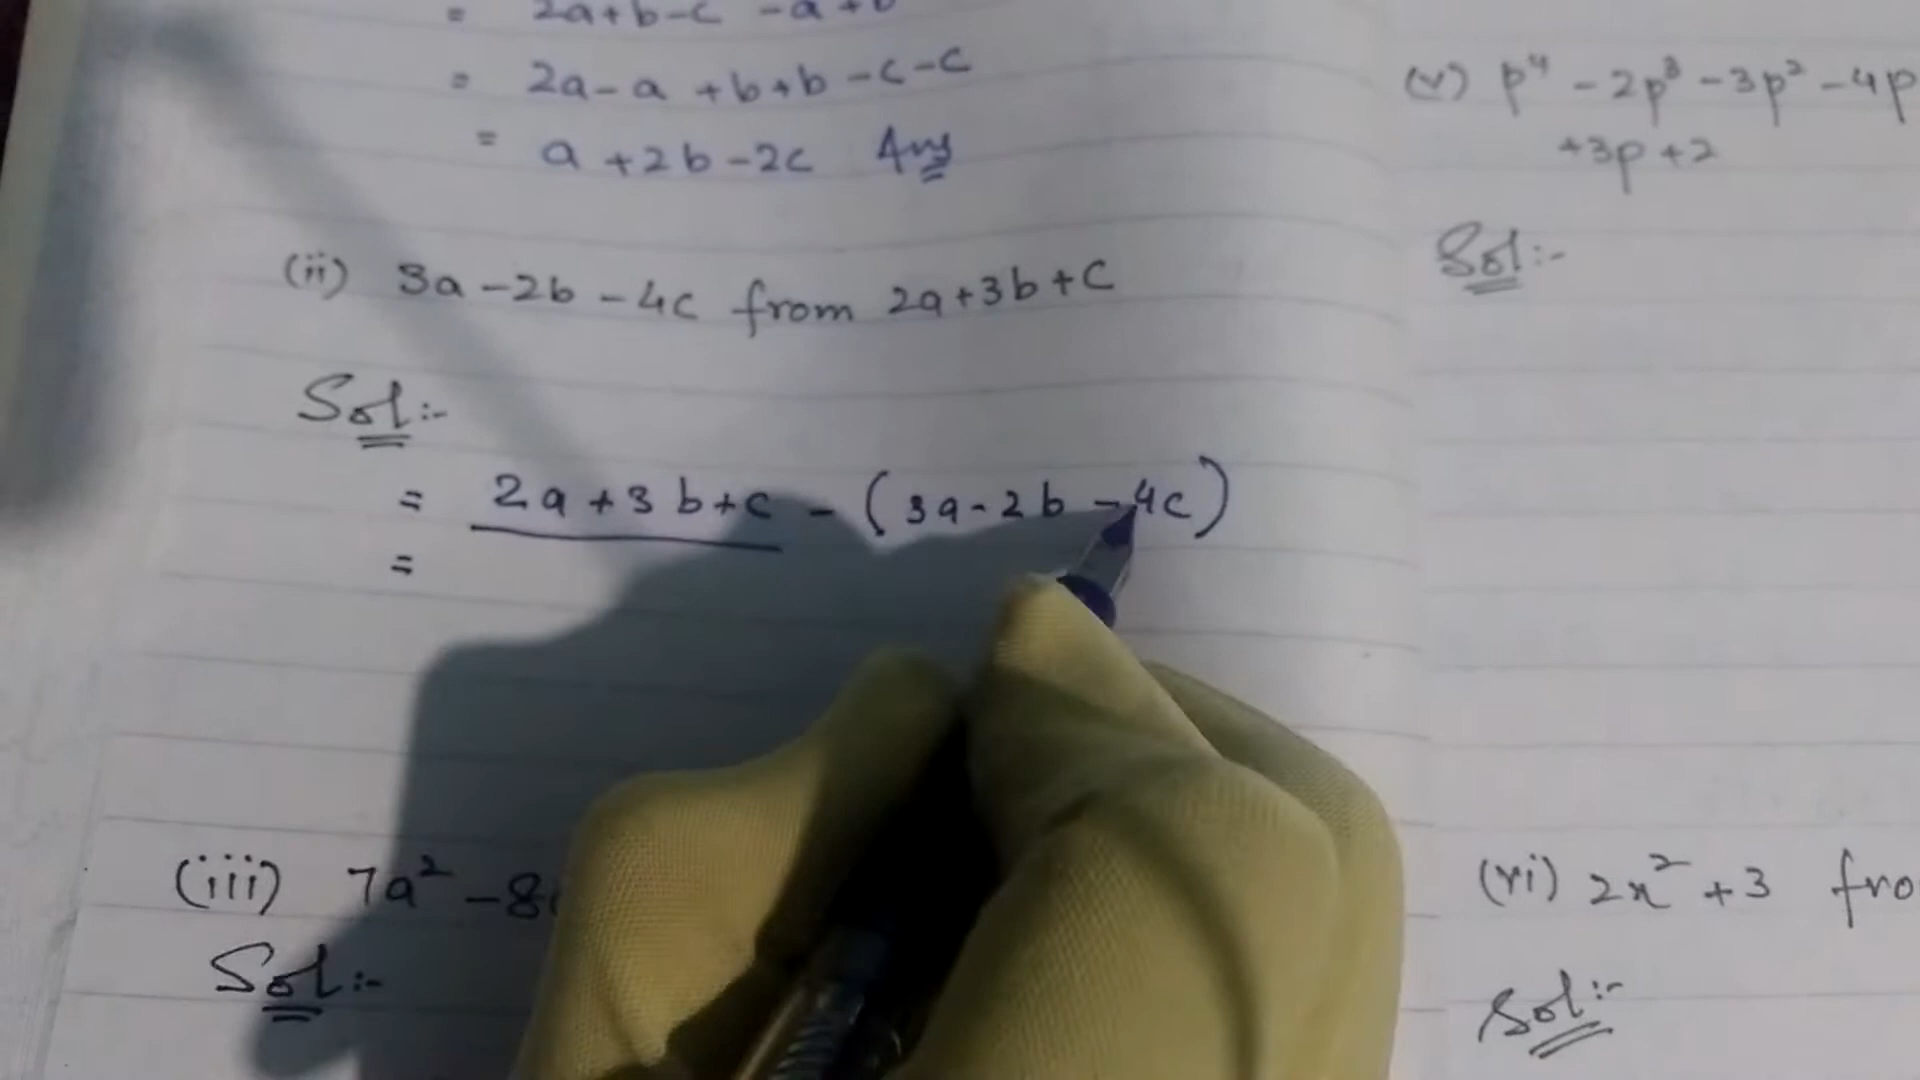 = 2a+b-c -a+b
= 2a-a +b+b -c-c
= a +2b-2c Ans
(ii) 3a-2b-4c from 2a+3b+c
Sol:-
= 2a+3b+c - (3a-2b-4c)
=
(iii) 7a² -8
Sol:-
(v) p⁴ -2p³ -3p² -4p
+3p+2
Sol:-
(vi) 2x² +3 fro
Sol:-